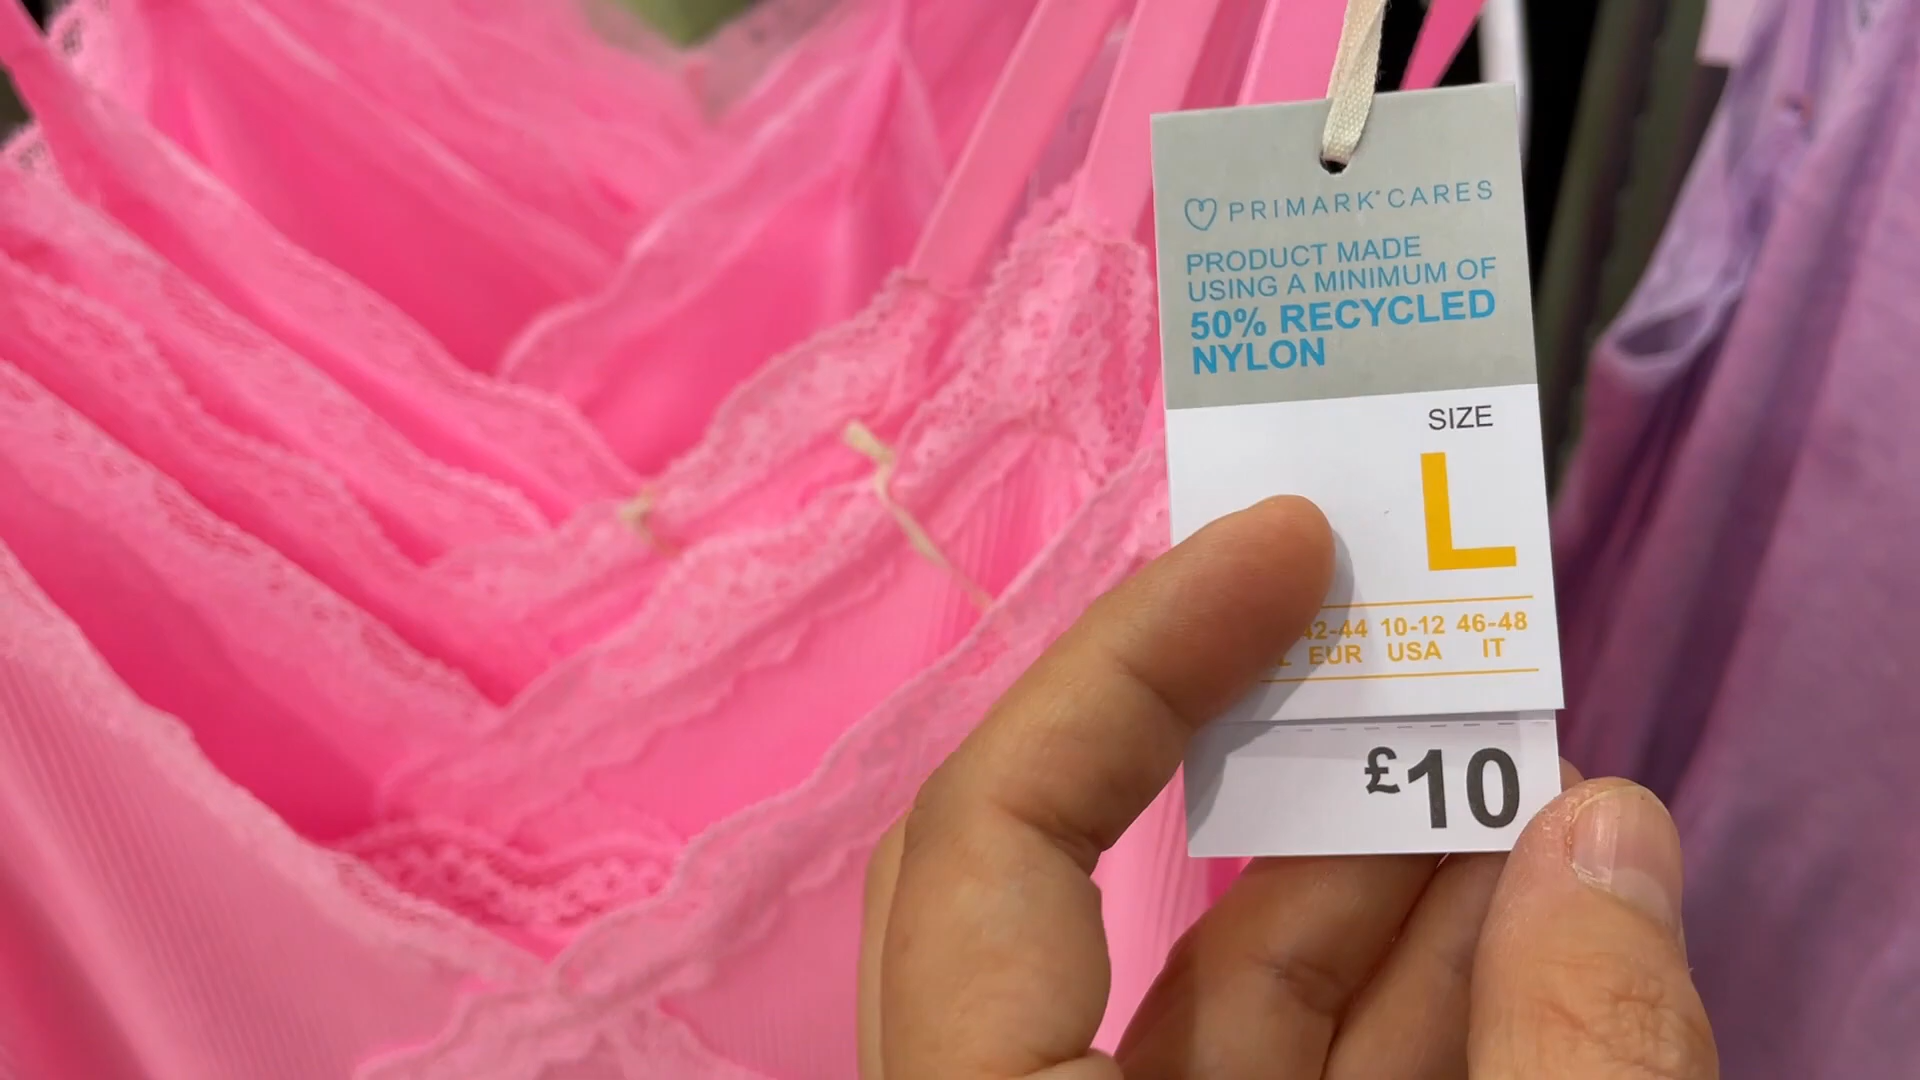 PRIMARK® CARES
PRODUCT MADE
USING A MINIMUM OF
50% RECYCLED
NYLON
SIZE
L
42-44 10-12 46-48
EUR USA IT
£10